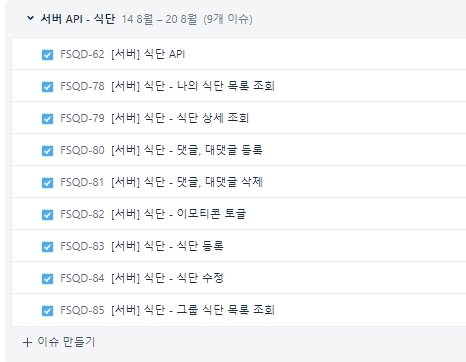 서버 API - 식단 14 8월 – 20 8월 (9개 이슈)
FSQD-62 [서버] 식단 API
FSQD-78 [서버] 식단 - 나의 식단 목록 조회
FSQD-79 [서버] 식단 - 식단 상세 조회
FSQD-80 [서버] 식단 - 댓글, 대댓글 등록
FSQD-81 [서버] 식단 - 댓글, 대댓글 삭제
FSQD-82 [서버] 식단 - 이모티콘 토글
FSQD-83 [서버] 식단 - 식단 등록
FSQD-84 [서버] 식단 - 식단 수정
FSQD-85 [서버] 식단 - 그룹 식단 목록 조회
+ 이슈 만들기